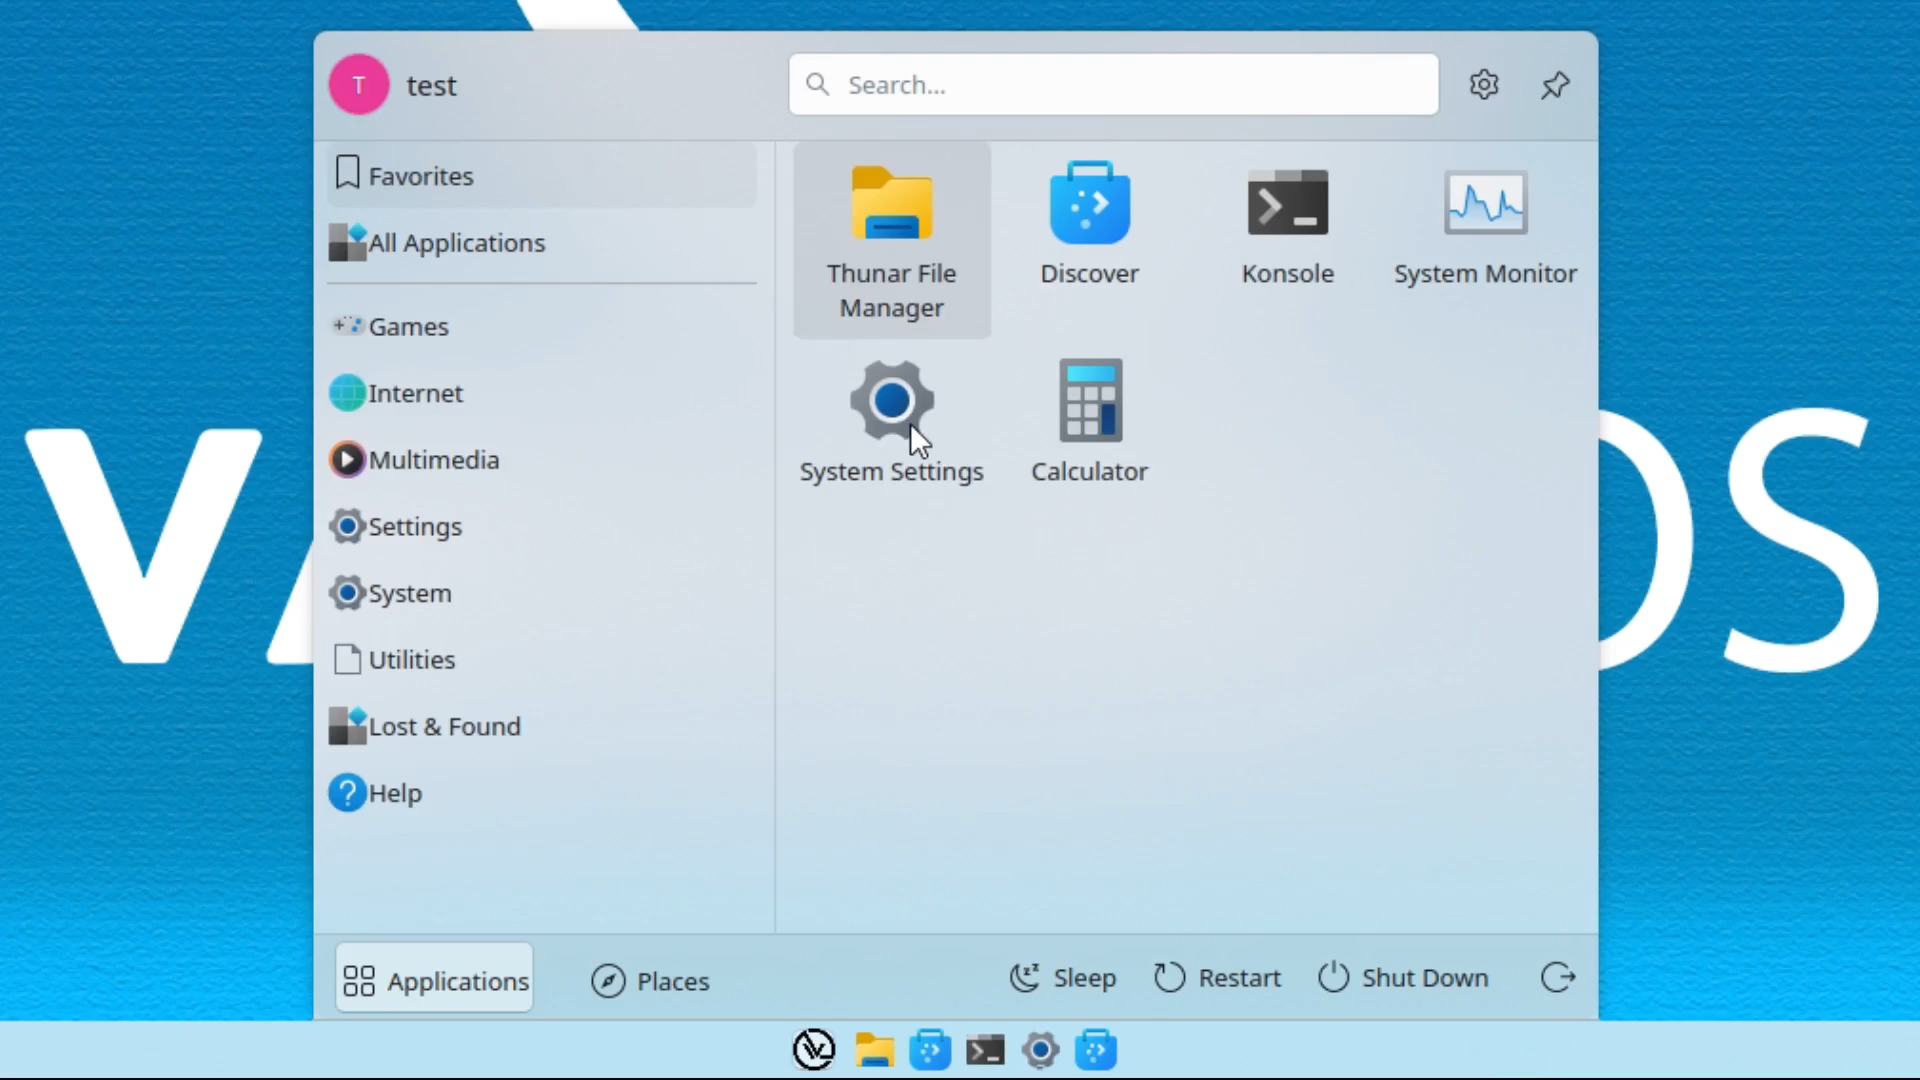 T
test
Search...
Favorites
All Applications
Games
Internet
Multimedia
Settings
System
Utilities
Lost & Found
Help
Thunar File
Manager
Discover
Konsole
System Monitor
System Settings
Calculator
Applications
Places
Sleep
Restart
Shut Down
V
OS